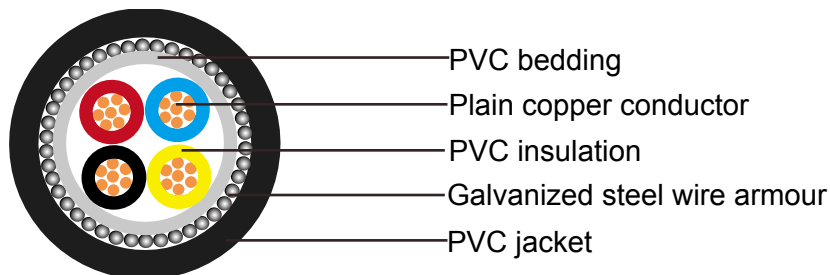 PVC bedding
Plain copper conductor
PVC insulation
Galvanized steel wire armour
PVC jacket